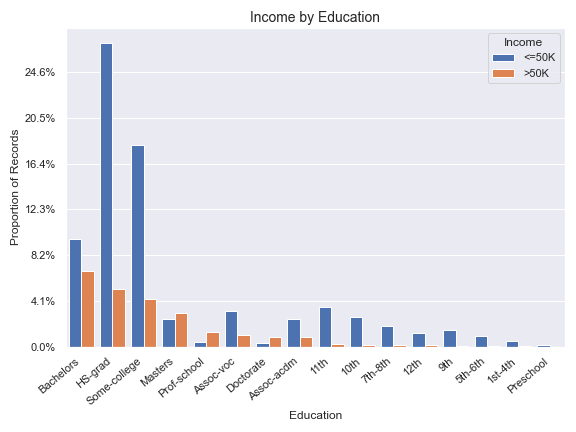 Income by Education
Income
<=50K
>50K
24.6%
20.5%
16.4%
12.3%
8.2%
4.1%
0.0%
Proportion of Records
Bachelors
HS-grad
Some-college
Masters
Prof-school
Assoc-voc
Doctorate
Assoc-acdm
11th
10th
7th-8th
12th
9th
5th-6th
1st-4th
Preschool
Education